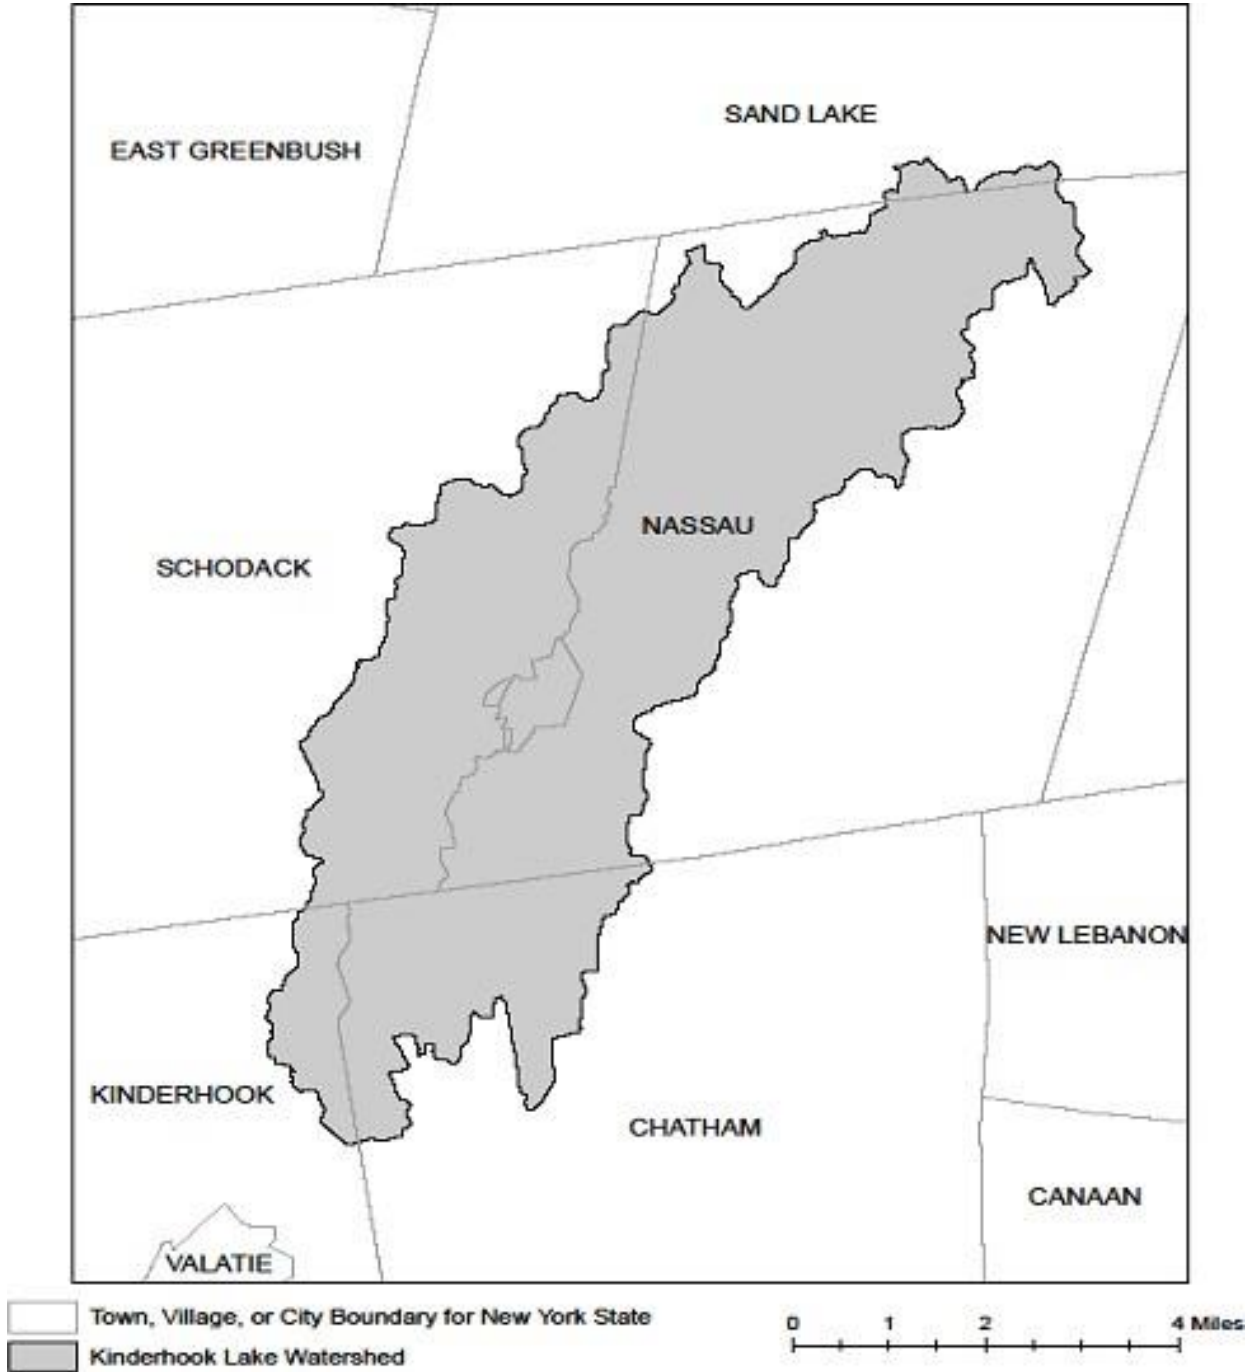 SAND LAKE
EAST GREENBUSH
NASSAU
SCHODACK
NEW LEBANON
KINDERHOOK
CHATHAM
CANAAN
VALATIE
Town, Village, or City Boundary for New York State
Kinderhook Lake Watershed
0 1 2 4 Miles